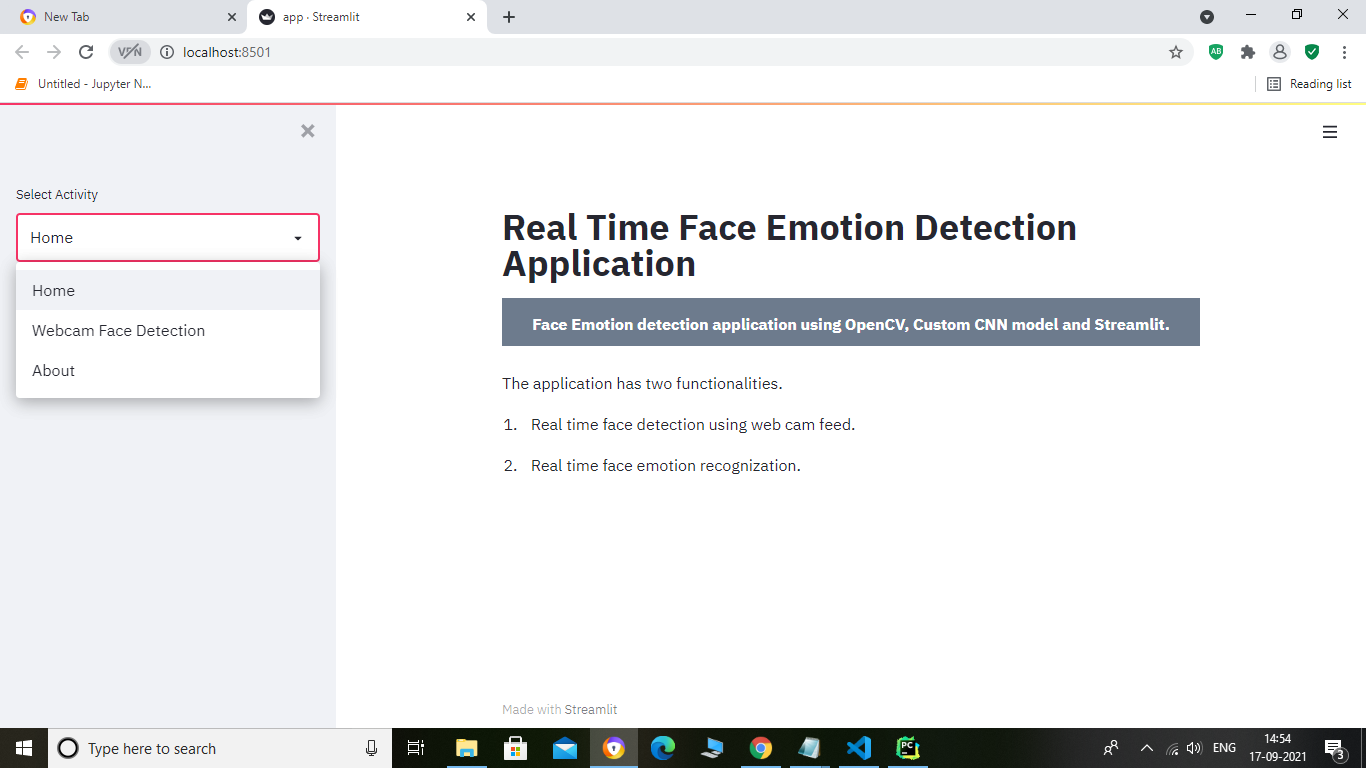 New Tab
app · Streamlit
VPN
localhost:8501
AB
Untitled - Jupyter N...
Reading list
Select Activity
Home
Home
Webcam Face Detection
About
Real Time Face Emotion Detection
Application
Face Emotion detection application using OpenCV, Custom CNN model and Streamlit.
The application has two functionalities.
1. Real time face detection using web cam feed.
2. Real time face emotion recognization.
Made with Streamlit
Type here to search
PC
ENG
14:54
17-09-2021
3